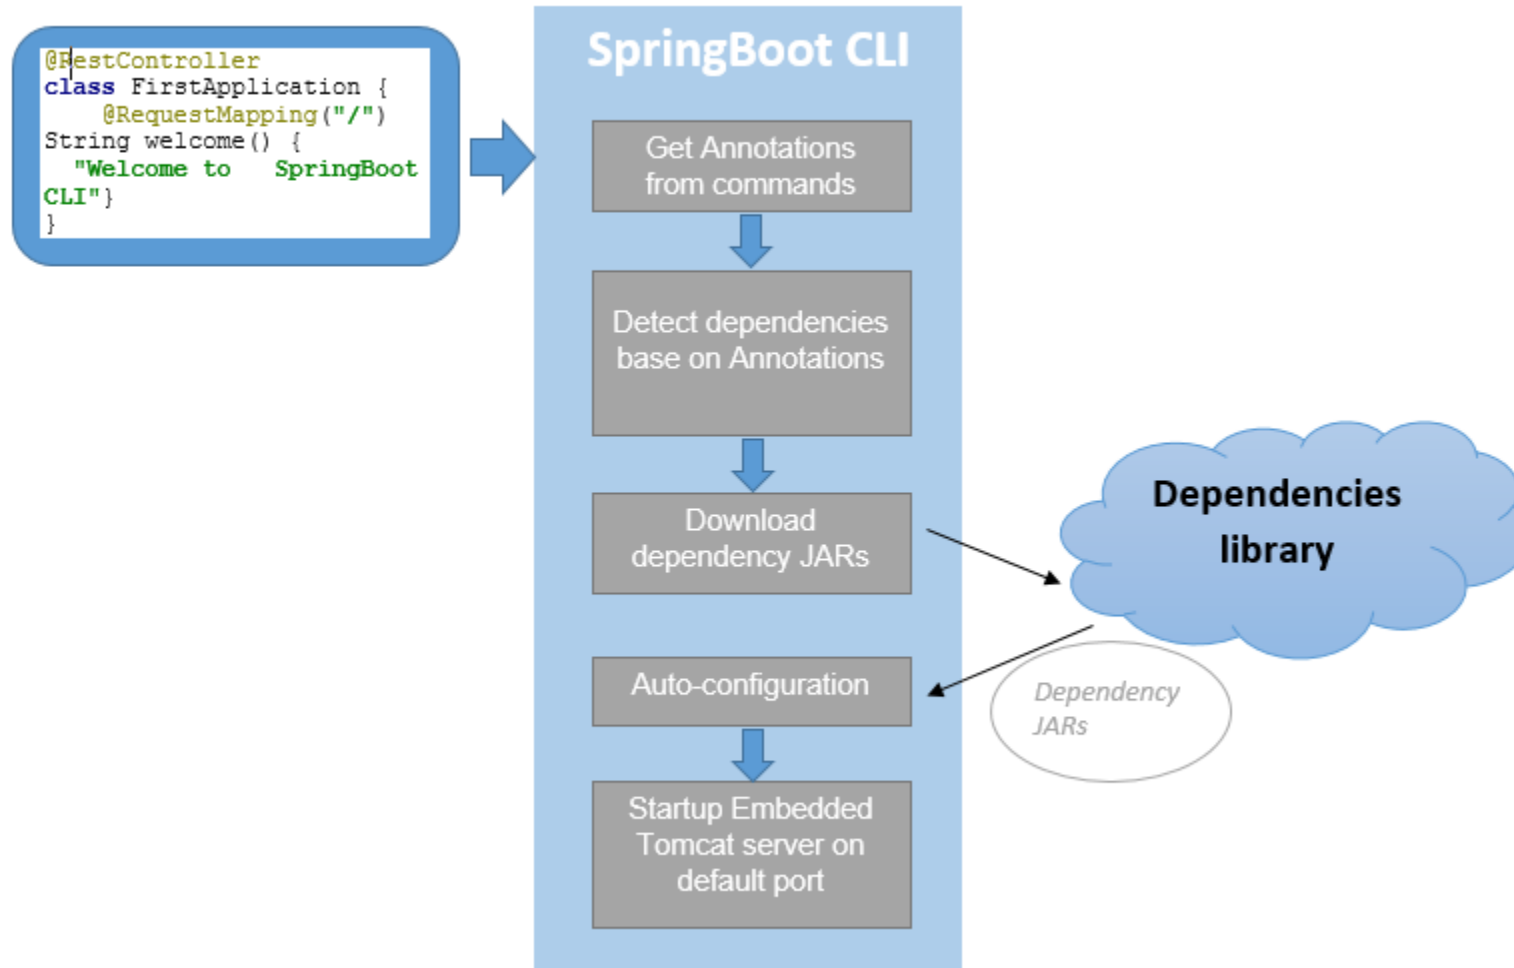 @RestController
class FirstApplication {
@RequestMapping("/")
String welcome() {
"Welcome to SpringBoot
CLI"}
}
SpringBoot CLI
Get Annotations
from commands
Detect dependencies
base on Annotations
Download
dependency JARs
Dependencies
library
Auto-configuration
Dependency
JARs
Startup Embedded
Tomcat server on
default port